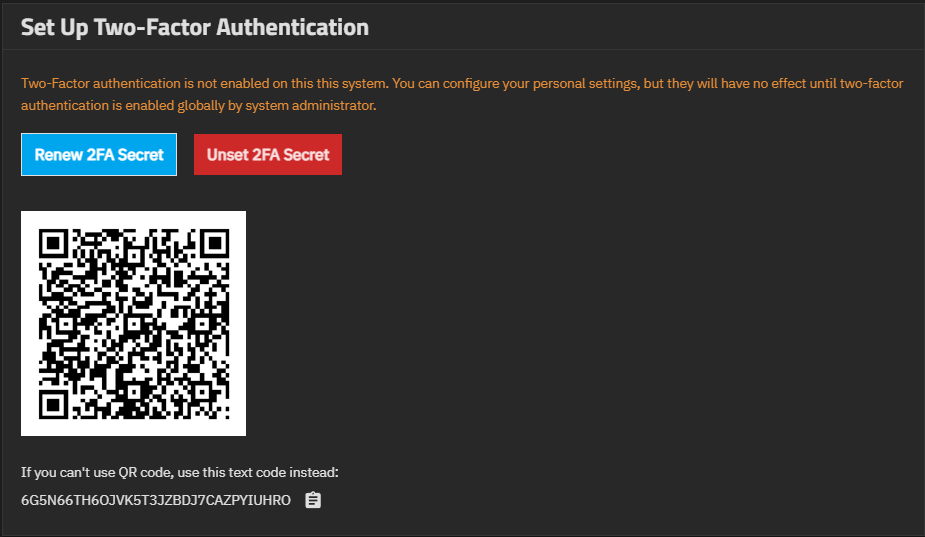 Set Up Two-Factor Authentication
Two-Factor authentication is not enabled on this this system. You can configure your personal settings, but they will have no effect until two-factor
authentication is enabled globally by system administrator.
Renew 2FA Secret
Unset 2FA Secret
If you can't use QR code, use this text code instead:
6G5N66TH6OJVK5T3JZBDJ7CAZPYIUHRO